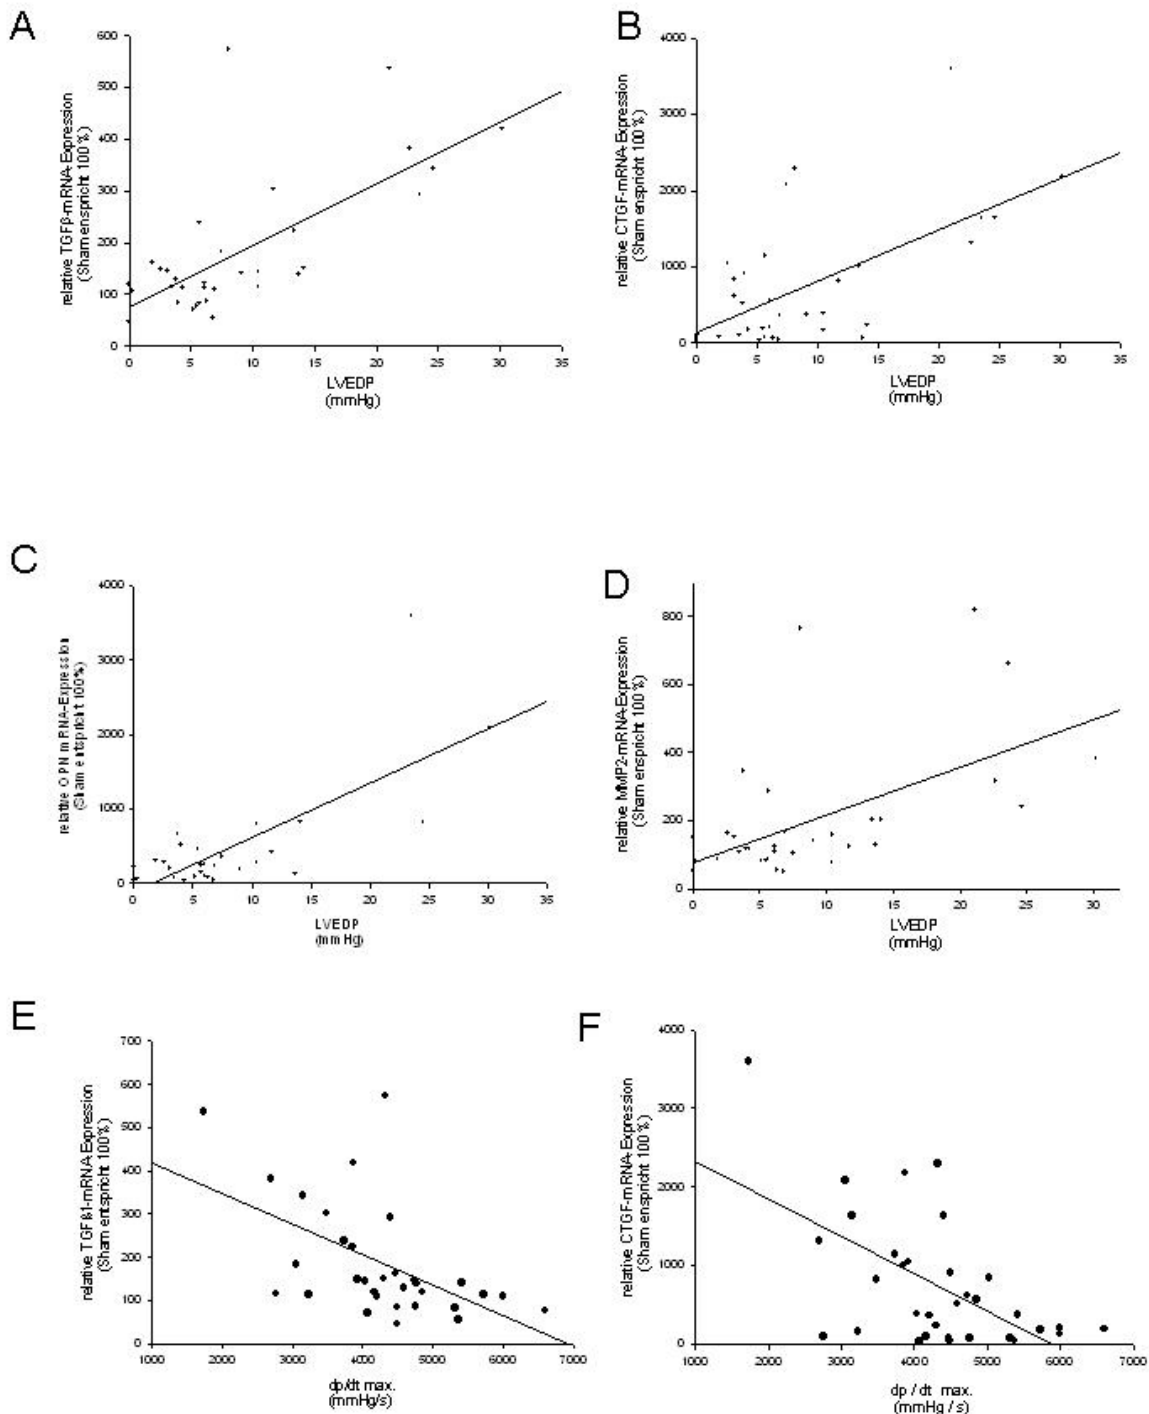 A
B
600
500
400
300
200
100
0
relative TGFβ-mRNA-Expression
(Sham enspricht 100%)
0 5 10 15 20 25 30 35
LVEDP
(mmHg)
4000
3000
2000
1000
0
relative CTGF-mRNA-Expression
(Sham enspricht 100%)
0 5 10 15 20 25 30 35
LVEDP
(mmHg)
C
D
4000
3000
2000
1000
0
relative OPN mRNA-Expression
(Sham entspricht 100%)
0 5 10 15 20 25 30 35
LVEDP
(mmHg)
800
600
400
200
0
relative MMP2-mRNA-Expression
(Sham enspricht 100%)
0 5 10 15 20 25 30
LVEDP
(mmHg)
E
F
700
600
500
400
300
200
100
0
relative TGFß1-mRNA-Expression
(Sham entspricht 100%)
1000 2000 3000 4000 5000 6000 7000
dp/dt max.
(mmHg/s)
4000
3000
2000
1000
0
relative CTGF-mRNA-Expression
(Sham enspricht 100%)
1000 2000 3000 4000 5000 6000 7000
dp / dt max.
(mmHg / s)